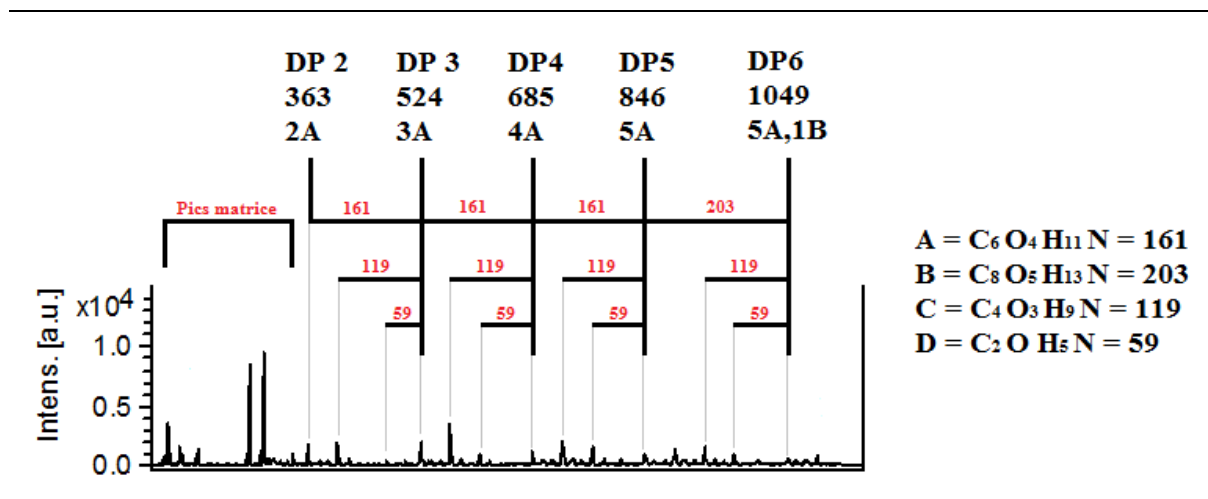 DP 2 DP 3 DP4 DP5 DP6
363 524 685 846 1049
2A 3A 4A 5A 5A,1B
Pics matrice 161 161 161 203
119 119 119 119
59 59 59 59
A = C₆ O₄ H₁₁ N = 161
B = C₈ O₅ H₁₃ N = 203
C = C₄ O₃ H₉ N = 119
D = C₂ O H₅ N = 59
x10⁴
1.0
0.5
0.0
Intens. [a.u.]